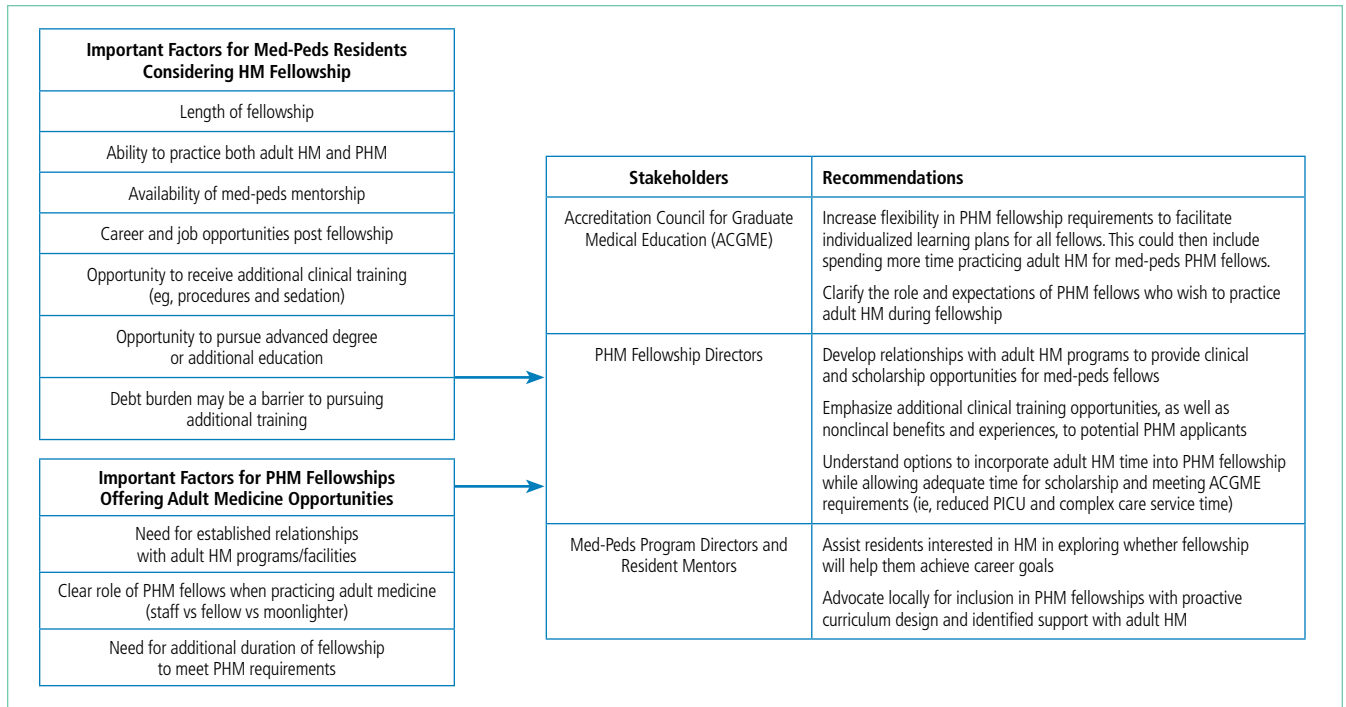 Important Factors for Med-Peds Residents
Considering HM Fellowship
Length of fellowship
Ability to practice both adult HM and PHM
Availability of med-peds mentorship
Career and job opportunities post fellowship
Opportunity to receive additional clinical training
(eg, procedures and sedation)
Opportunity to pursue advanced degree
or additional education
Debt burden may be a barrier to pursuing
additional training
Important Factors for PHM Fellowships
Offering Adult Medicine Opportunities
Need for established relationships
with adult HM programs/facilities
Clear role of PHM fellows when practicing adult medicine
(staff vs fellow vs moonlighter)
Need for additional duration of fellowship
to meet PHM requirements
Stakeholders
Recommendations
Accreditation Council for Graduate
Medical Education (ACGME)
Increase flexibility in PHM fellowship requirements to facilitate
individualized learning plans for all fellows. This could then include
spending more time practicing adult HM for med-peds PHM fellows.
Clarify the role and expectations of PHM fellows who wish to practice
adult HM during fellowship
PHM Fellowship Directors
Develop relationships with adult HM programs to provide clinical
and scholarship opportunities for med-peds fellows
Emphasize additional clinical training opportunities, as well as
nonclincal benefits and experiences, to potential PHM applicants
Understand options to incorporate adult HM time into PHM fellowship
while allowing adequate time for scholarship and meeting ACGME
requirements (ie, reduced PICU and complex care service time)
Med-Peds Program Directors and
Resident Mentors
Assist residents interested in HM in exploring whether fellowship
will help them achieve career goals
Advocate locally for inclusion in PHM fellowships with proactive
curriculum design and identified support with adult HM